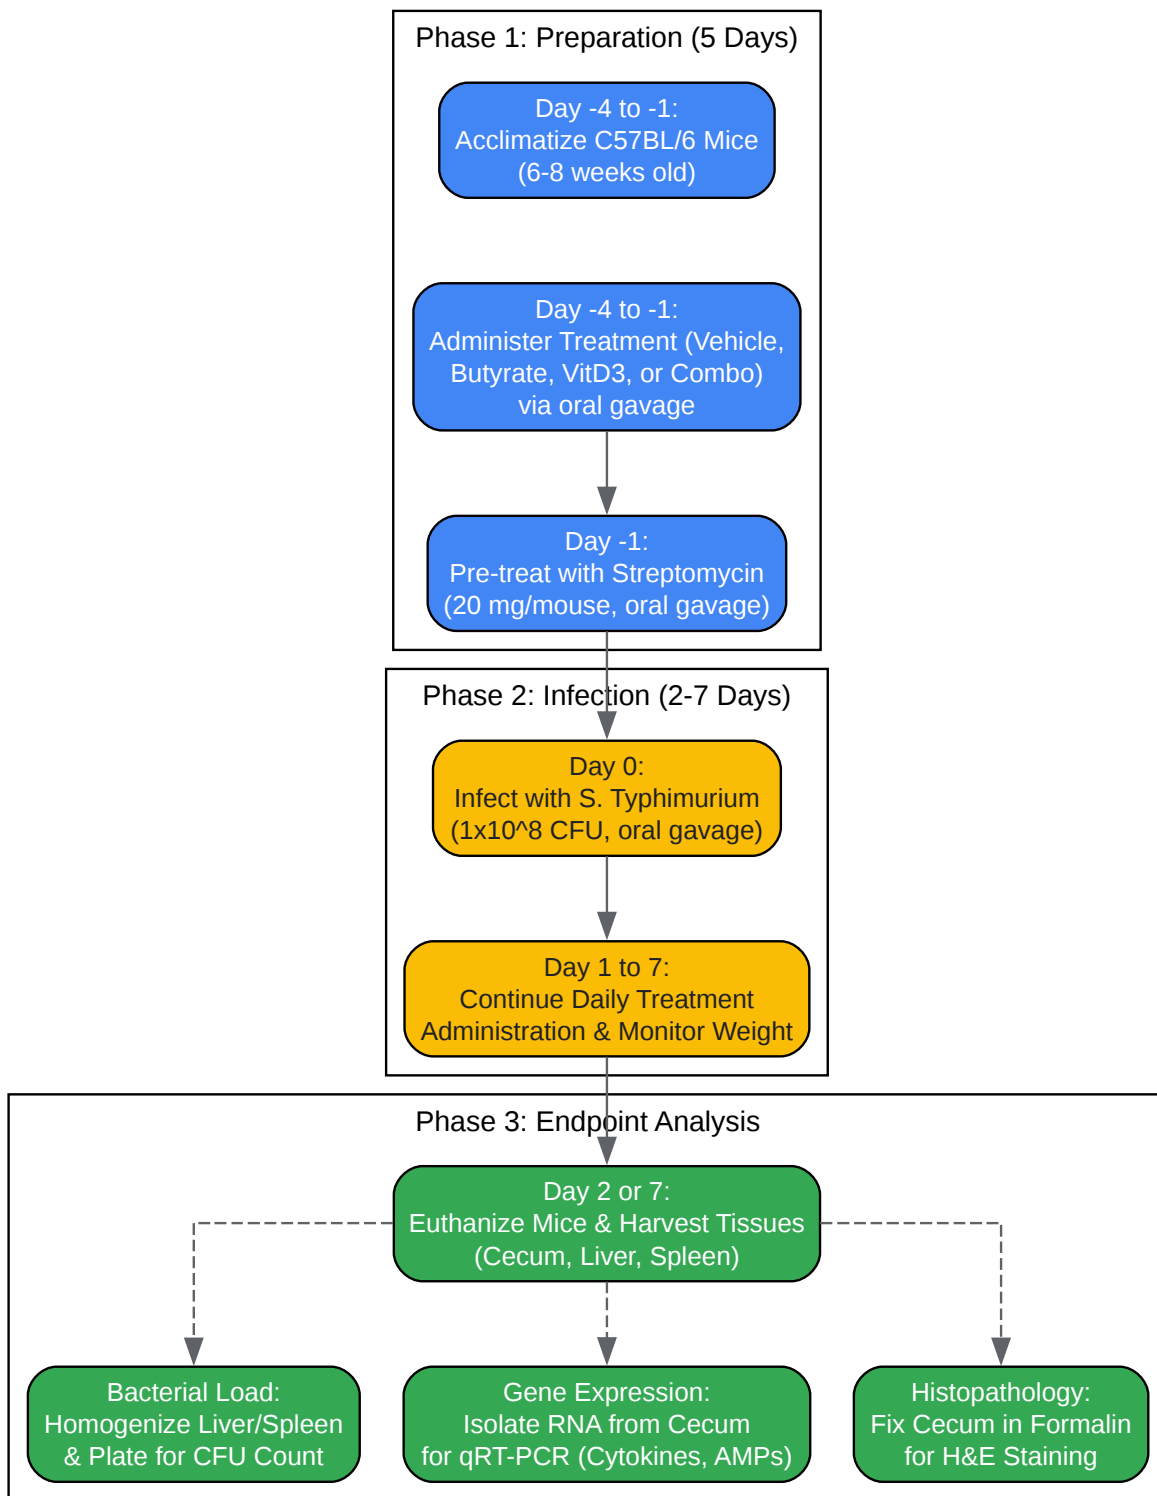 Phase 1: Preparation (5 Days)
Day -4 to -1:
Acclimatize C57BL/6 Mice
(6-8 weeks old)
Day -4 to -1:
Administer Treatment (Vehicle,
Butyrate, VitD3, or Combo)
via oral gavage
Day -1:
Pre-treat with Streptomycin
(20 mg/mouse, oral gavage)
Phase 2: Infection (2-7 Days)
Day 0:
Infect with S. Typhimurium
(1x10^8 CFU, oral gavage)
Day 1 to 7:
Continue Daily Treatment
Administration & Monitor Weight
Phase 3: Endpoint Analysis
Day 2 or 7:
Euthanize Mice & Harvest Tissues
(Cecum, Liver, Spleen)
Bacterial Load:
Homogenize Liver/Spleen
& Plate for CFU Count
Gene Expression:
Isolate RNA from Cecum
for qRT-PCR (Cytokines, AMPs)
Histopathology:
Fix Cecum in Formalin
for H&E Staining